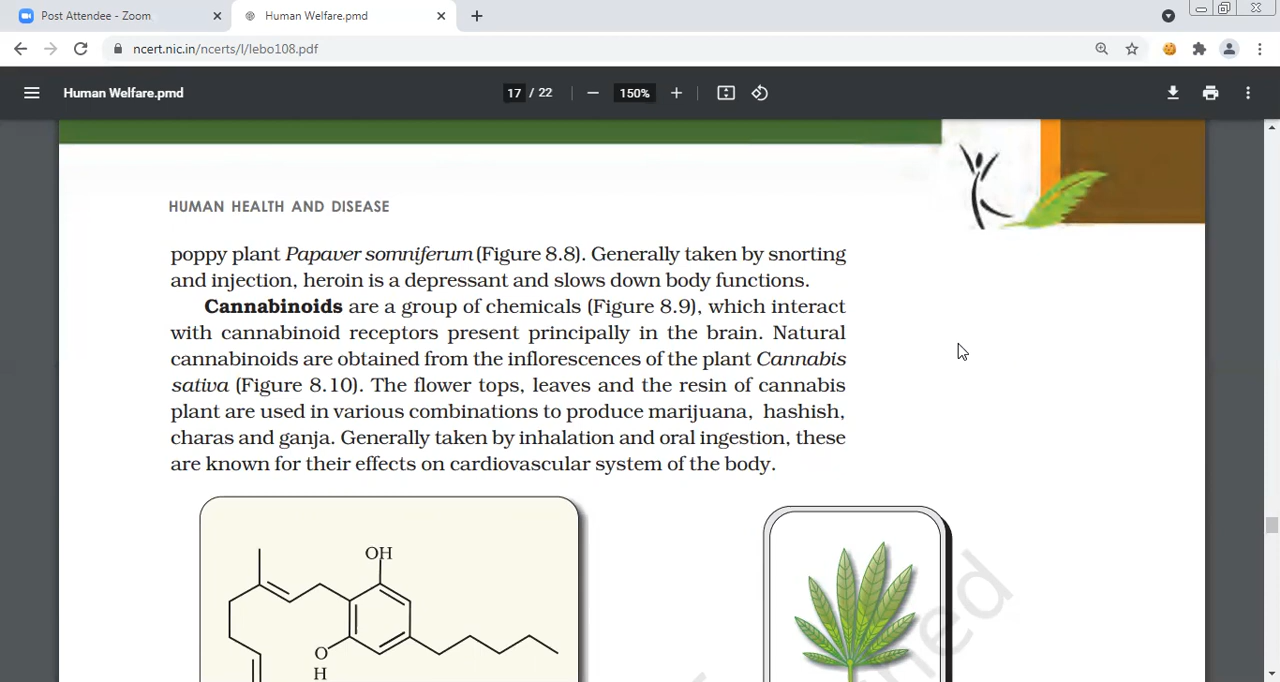 Post Attendee - Zoom
Human Welfare.pmd
ncert.nic.in/ncerts/l/lebo108.pdf
Human Welfare.pmd
17 / 22
150%
HUMAN HEALTH AND DISEASE
poppy plant Papaver somniferum (Figure 8.8). Generally taken by snorting
and injection, heroin is a depressant and slows down body functions.
Cannabinoids are a group of chemicals (Figure 8.9), which interact
with cannabinoid receptors present principally in the brain. Natural
cannabinoids are obtained from the inflorescences of the plant Cannabis
sativa (Figure 8.10). The flower tops, leaves and the resin of cannabis
plant are used in various combinations to produce marijuana, hashish,
charas and ganja. Generally taken by inhalation and oral ingestion, these
are known for their effects on cardiovascular system of the body.
OH
O
H